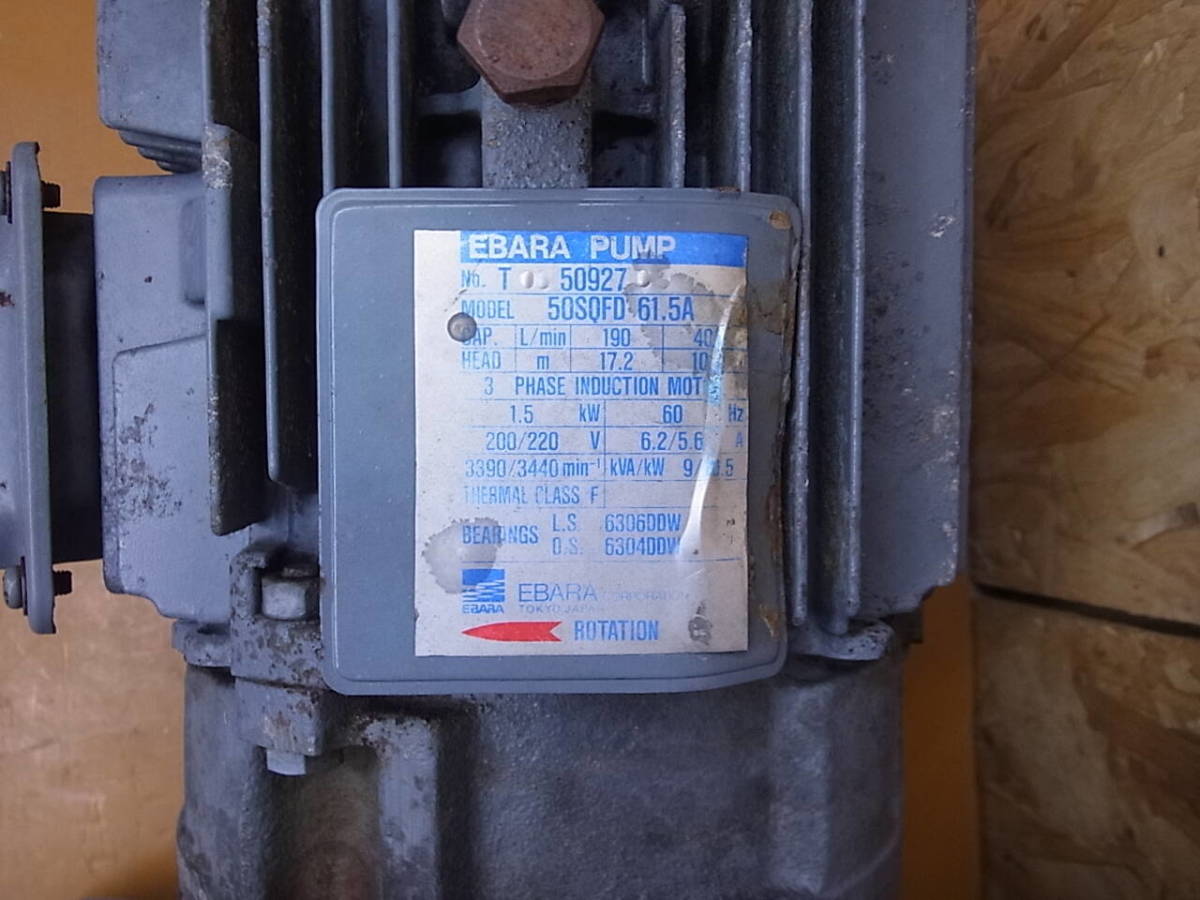 EBARA PUMP
No. T 50927
MODEL 50SQFD 61.5A
CAP. L/min 190
HEAD m 17.2
3 PHASE INDUCTION
1.5 kW 60 Hz
200/220 V 6.2/5.6 A
3390/3440 min⁻¹ kVA/kW
THERMAL CLASS F
BEARINGS L.S. 6306DDW
O.S. 6304DDW
EBARA
EBARA CORPORATION
TOKYO JAPAN
ROTATION